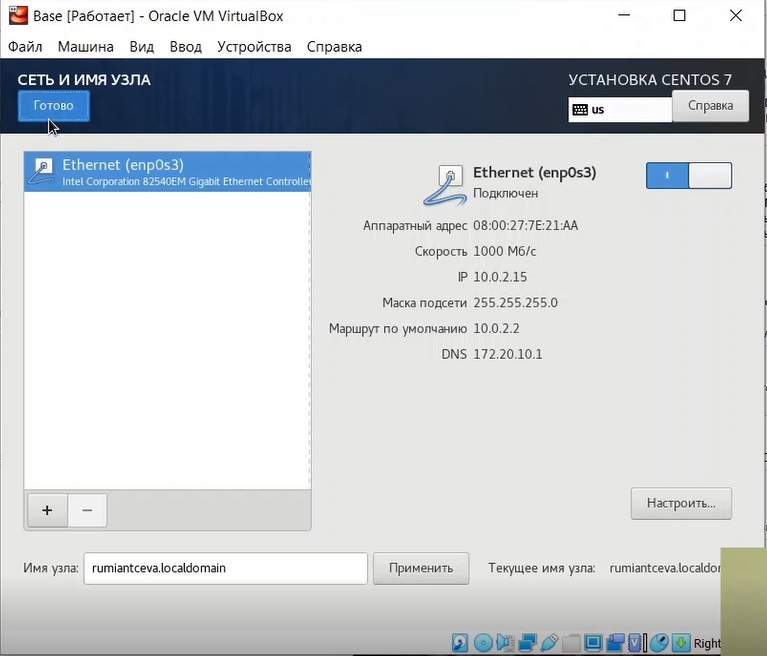 Base [Работает] - Oracle VM VirtualBox
Файл Машина Вид Ввод Устройства Справка
СЕТЬ И ИМЯ УЗЛА
УСТАНОВКА CENTOS 7
Готово
us
Справка
Ethernet (enp0s3)
Intel Corporation 82540EM Gigabit Ethernet Controlle
Ethernet (enp0s3)
Подключен
Аппаратный адрес 08:00:27:7E:21:AA
Скорость 1000 Мб/с
IP 10.0.2.15
Маска подсети 255.255.255.0
Маршрут по умолчанию 10.0.2.2
DNS 172.20.10.1
+ −
Настроить...
Имя узла: rumiantceva.localdomain Применить Текущее имя узла: rumiantceva.localdo
Right